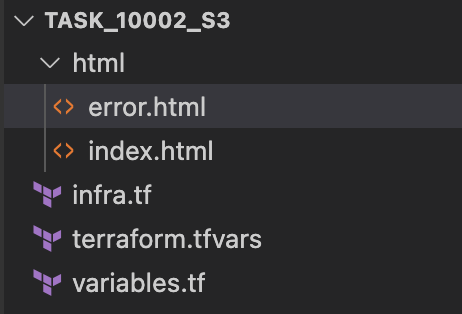 TASK_10002_S3
html
error.html
index.html
infra.tf
terraform.tfvars
variables.tf